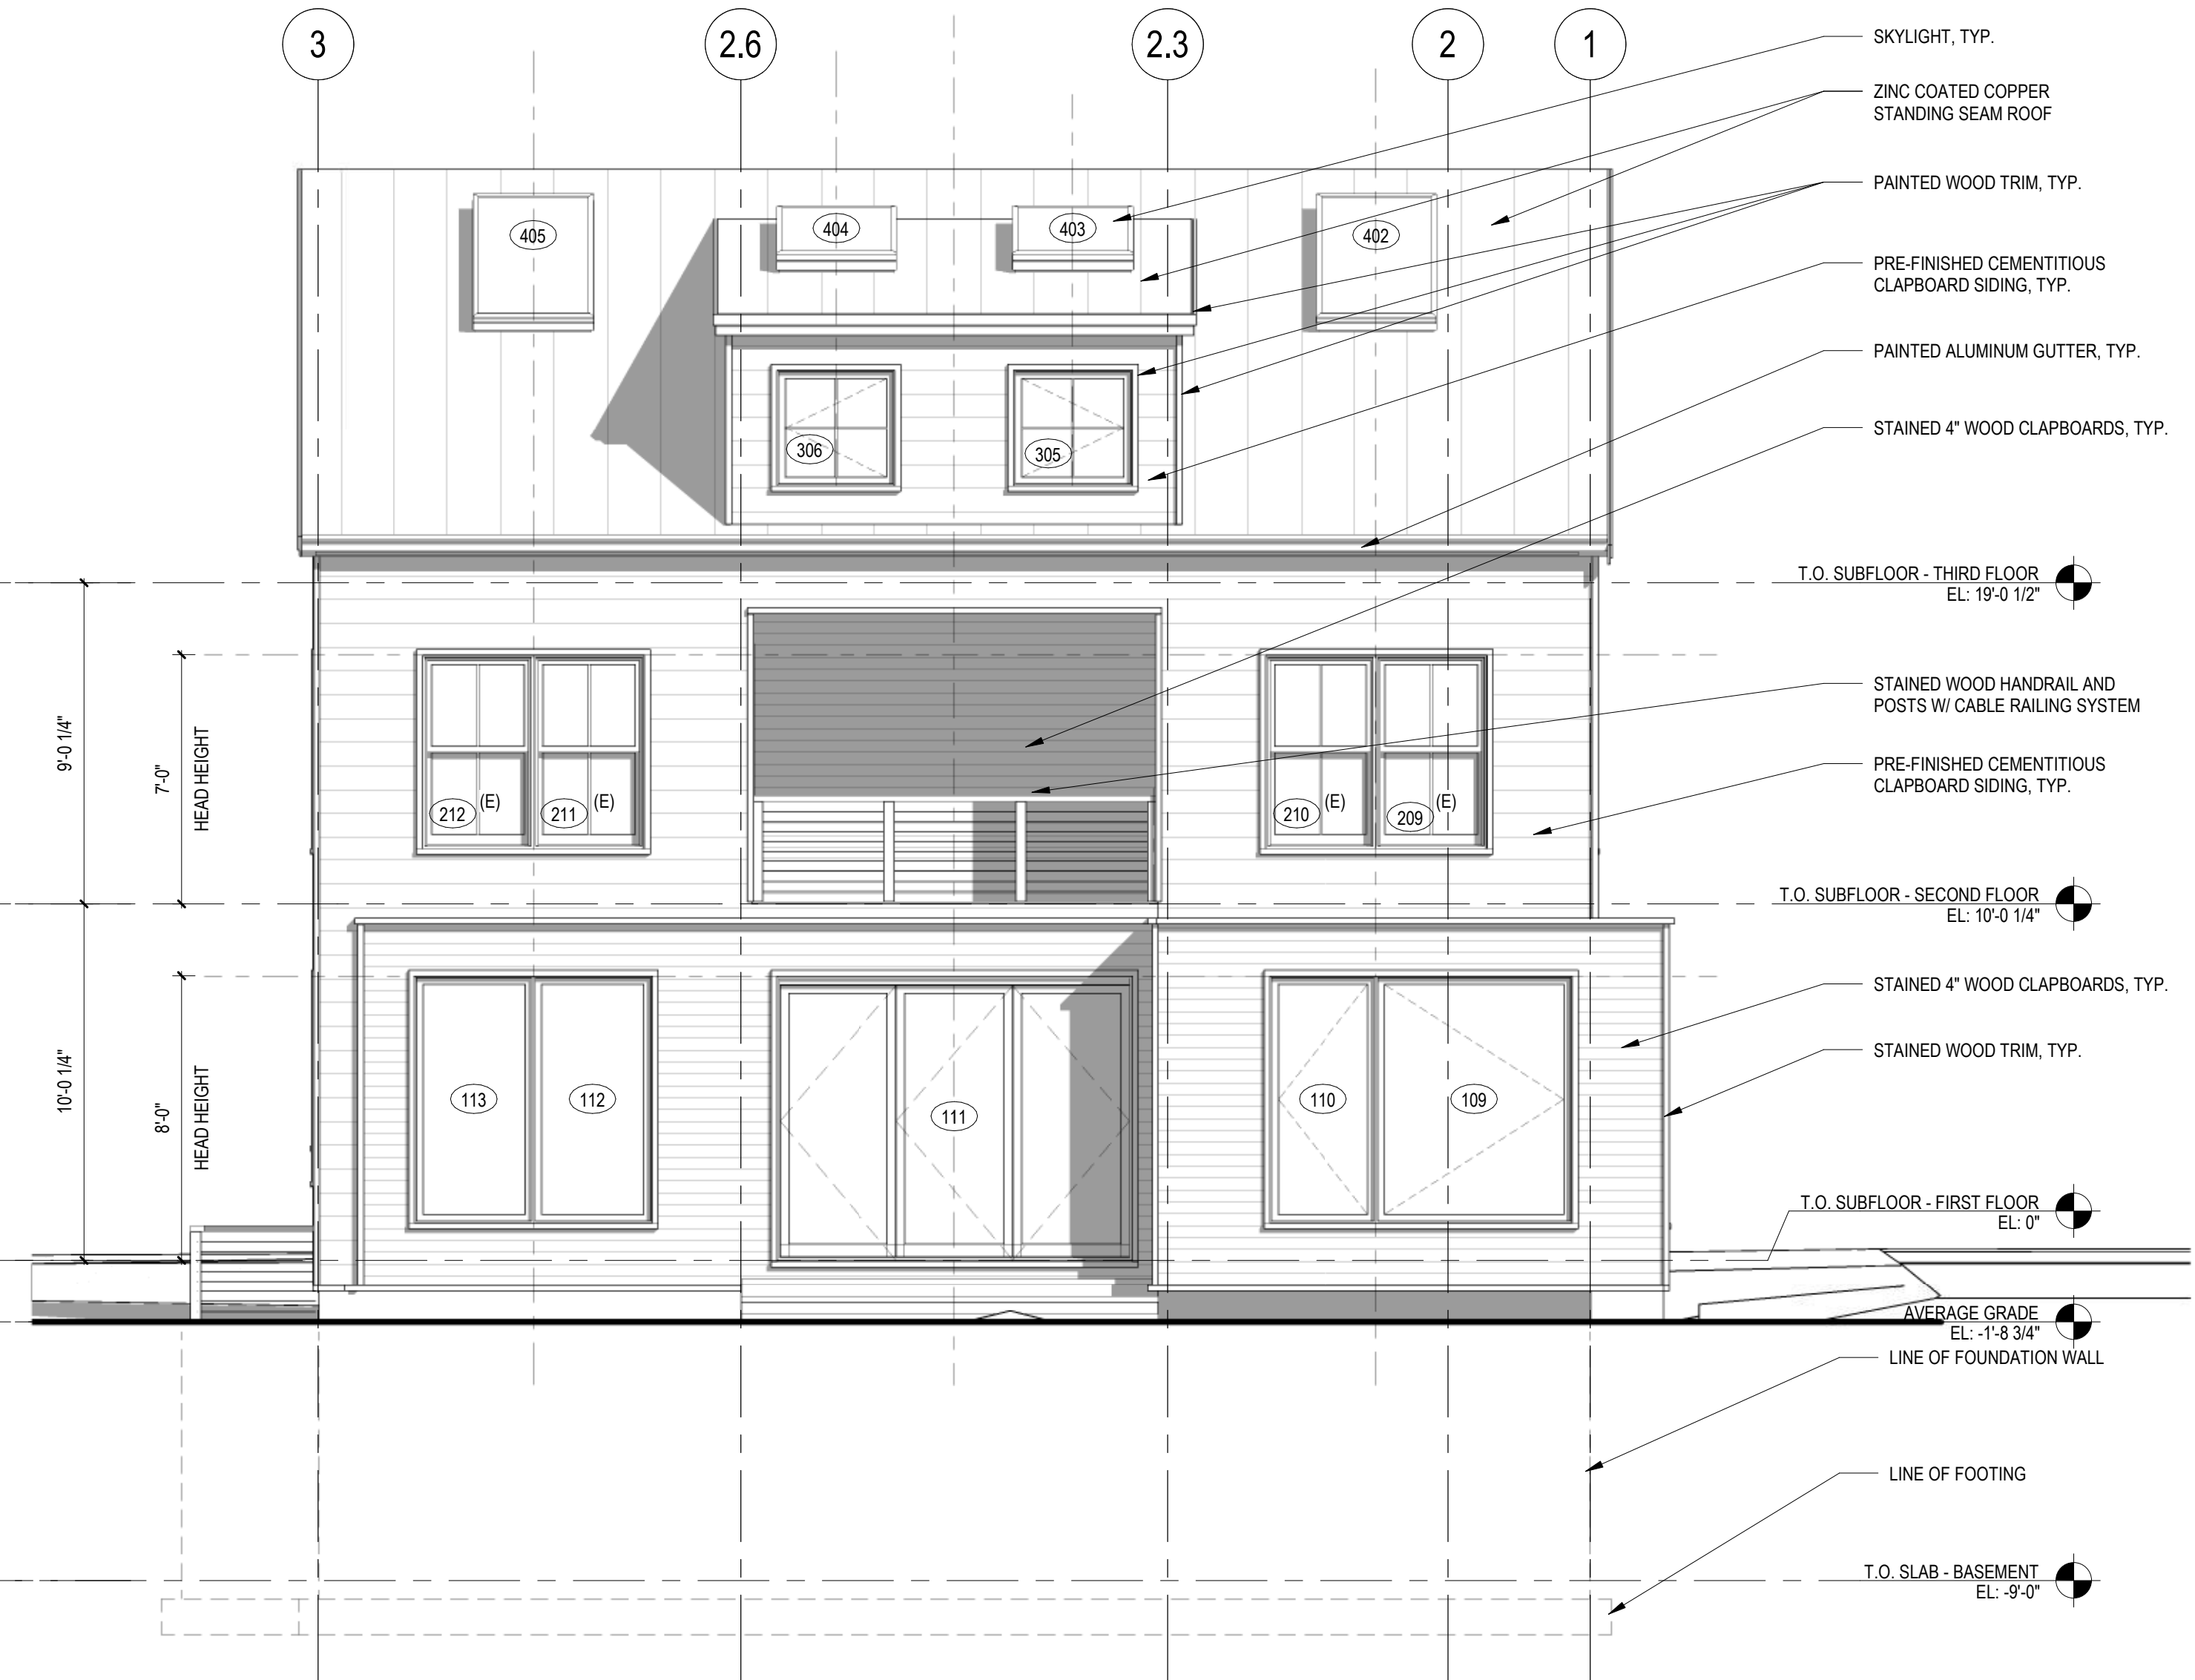 3
2.6
2.3
2
1
SKYLIGHT, TYP.
ZINC COATED COPPER
STANDING SEAM ROOF
PAINTED WOOD TRIM, TYP.
405
404
403
402
PRE-FINISHED CEMENTITIOUS
CLAPBOARD SIDING, TYP.
PAINTED ALUMINUM GUTTER, TYP.
STAINED 4" WOOD CLAPBOARDS, TYP.
306
305
T.O. SUBFLOOR - THIRD FLOOR
EL: 19'-0 1/2"
9'-0 1/4"
7'-0"
HEAD HEIGHT
STAINED WOOD HANDRAIL AND
POSTS W/ CABLE RAILING SYSTEM
PRE-FINISHED CEMENTITIOUS
CLAPBOARD SIDING, TYP.
212
(E)
211
(E)
210
(E)
209
(E)
T.O. SUBFLOOR - SECOND FLOOR
EL: 10'-0 1/4"
STAINED 4" WOOD CLAPBOARDS, TYP.
STAINED WOOD TRIM, TYP.
10'-0 1/4"
8'-0"
HEAD HEIGHT
113
112
111
110
109
T.O. SUBFLOOR - FIRST FLOOR
EL: 0"
AVERAGE GRADE
EL: -1'-8 3/4"
LINE OF FOUNDATION WALL
LINE OF FOOTING
T.O. SLAB - BASEMENT
EL: -9'-0"